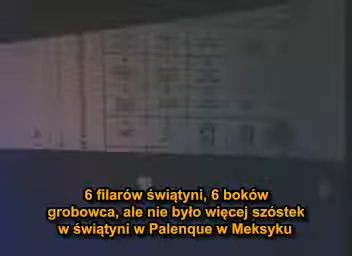 6 filarów świątyni, 6 boków
grobowca, ale nie było więcej szóstek
w świątyni w Palenque w Meksyku